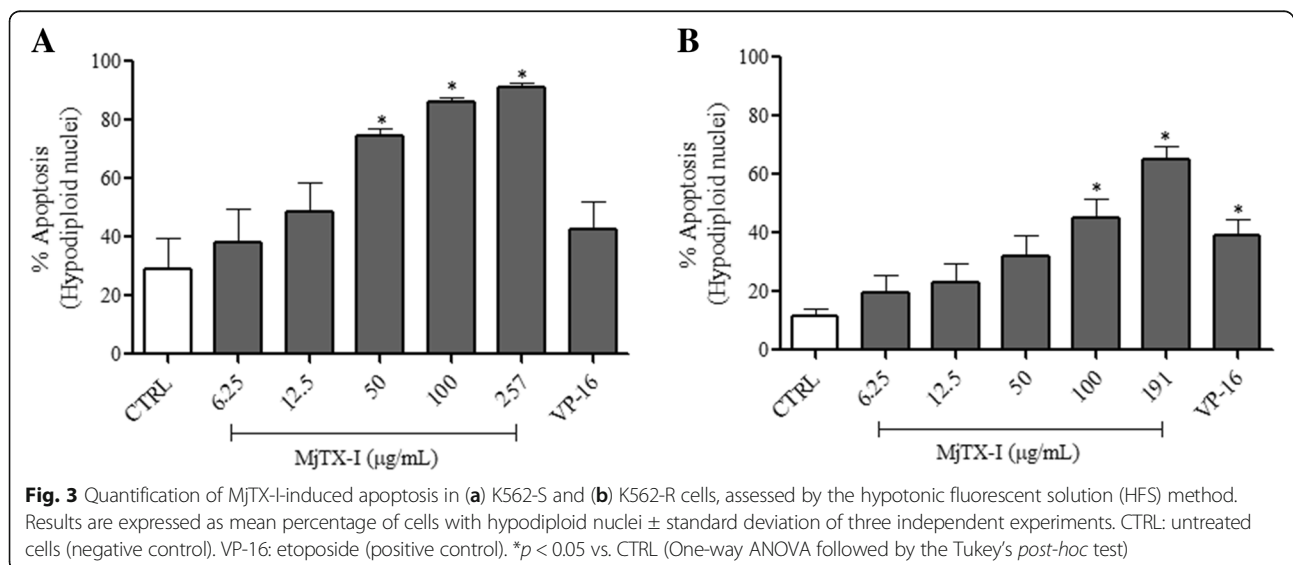 A
100
80
60
40
20
0
% Apoptosis
(Hypodiploid nuclei)
*
*
*
CTRL
6.25
12.5
50
100
257
VP-16
MjTX-I (μg/mL)
B
100
80
60
40
20
0
% Apoptosis
(Hypodiploid nuclei)
*
*
*
CTRL
6.25
12.5
50
100
191
VP-16
MjTX-I (μg/mL)
Fig. 3 Quantification of MjTX-I-induced apoptosis in (a) K562-S and (b) K562-R cells, assessed by the hypotonic fluorescent solution (HFS) method.
Results are expressed as mean percentage of cells with hypodiploid nuclei ± standard deviation of three independent experiments. CTRL: untreated
cells (negative control). VP-16: etoposide (positive control). *p < 0.05 vs. CTRL (One-way ANOVA followed by the Tukey's post-hoc test)